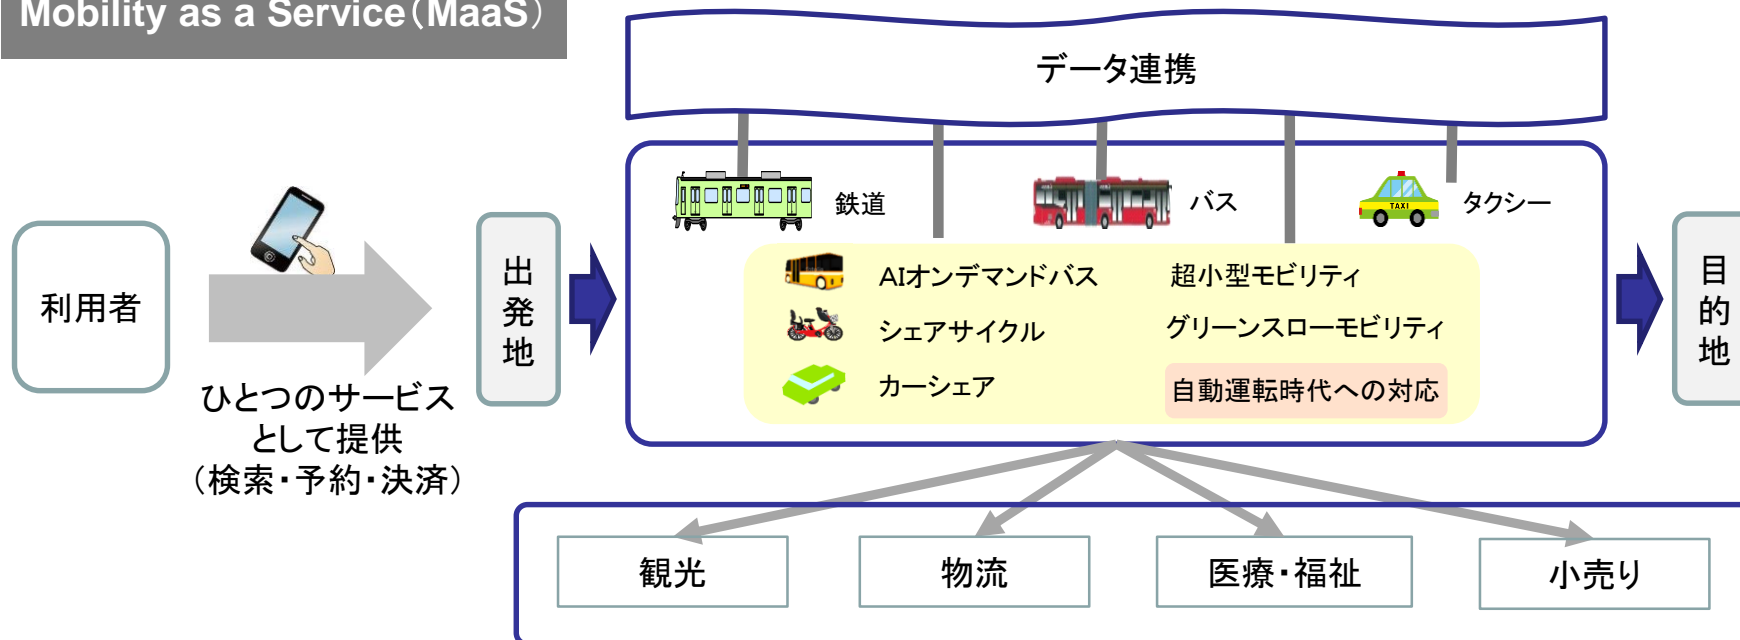 Mobility as a Service（MaaS）
データ連携
鉄道
バス
TAXI
タクシー
利用者
出発地
AIオンデマンドバス
超小型モビリティ
シェアサイクル
グリーンスローモビリティ
カーシェア
自動運転時代への対応
目的地
ひとつのサービス
として提供
（検索・予約・決済）
観光
物流
医療・福祉
小売り